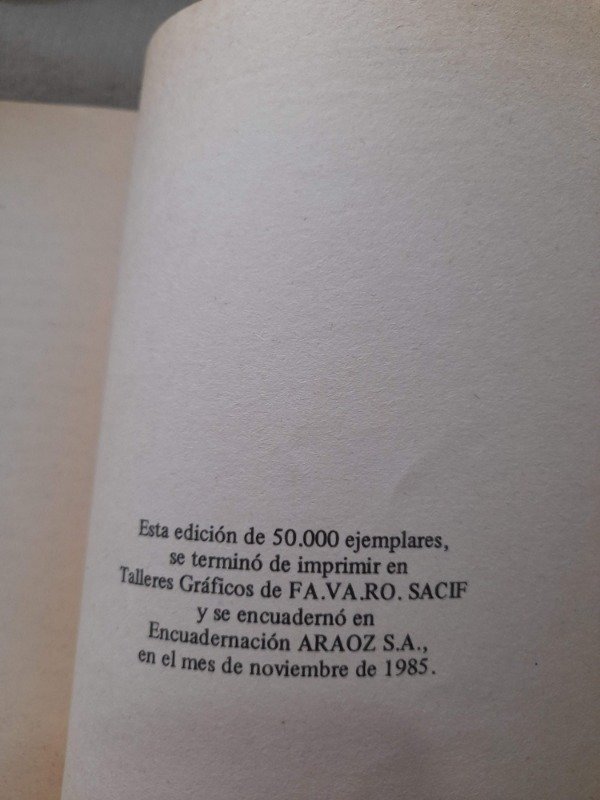 Esta edición de 50.000 ejemplares,
se terminó de imprimir en
Talleres Gráficos de FA.VA.RO. SACIF
y se encuadernó en
Encuadernación ARAOZ S.A.,
en el mes de noviembre de 1985.